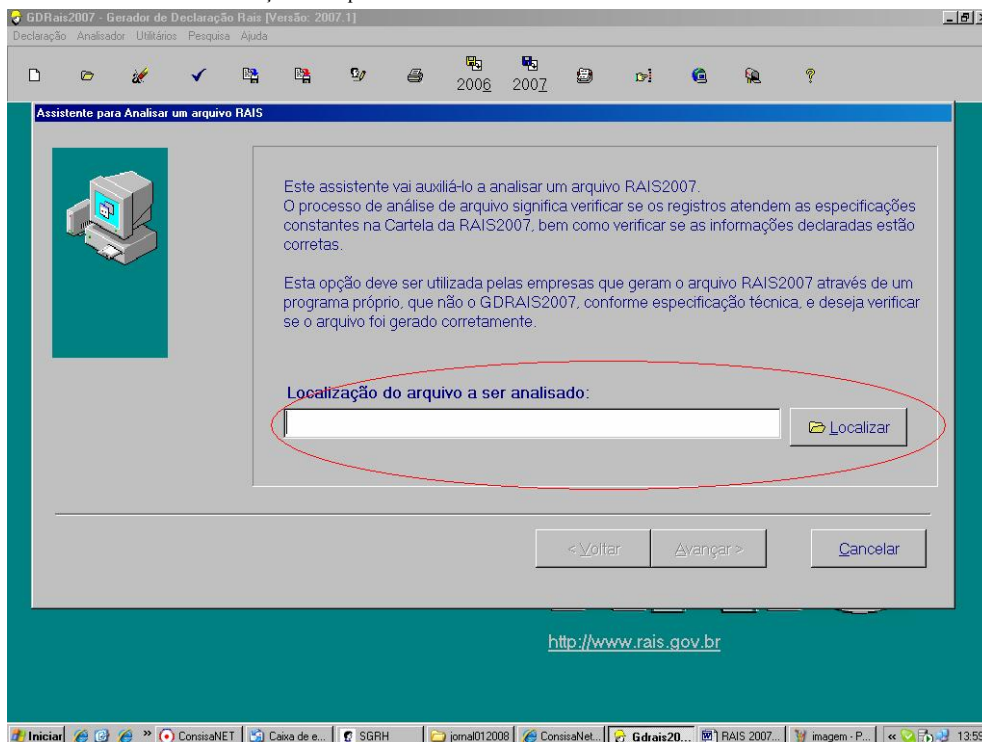 GDRais2007 - Gerador de Declaração Rais [Versão: 2007.1]
Declaração Analisador Utilitários Pesquisa Ajuda
2006 2007
Assistente para Analisar um arquivo RAIS
Este assistente vai auxiliá-lo a analisar um arquivo RAIS2007.
O processo de análise de arquivo significa verificar se os registros atendem as especificações
constantes na Cartela da RAIS2007, bem como verificar se as informações declaradas estão
corretas.
Esta opção deve ser utilizada pelas empresas que geram o arquivo RAIS2007 através de um
programa próprio, que não o GDRAIS2007, conforme especificação técnica, e deseja verificar
se o arquivo foi gerado corretamente.
Localização do arquivo a ser analisado:
Localizar
< Voltar Avançar > Cancelar
http://www.rais.gov.br
Iniciar » ConsisaNET Caixa de e... SGRH jornal012008 ConsisaNet... Gdrais20... RAIS 2007... imagem - P... « 13:59